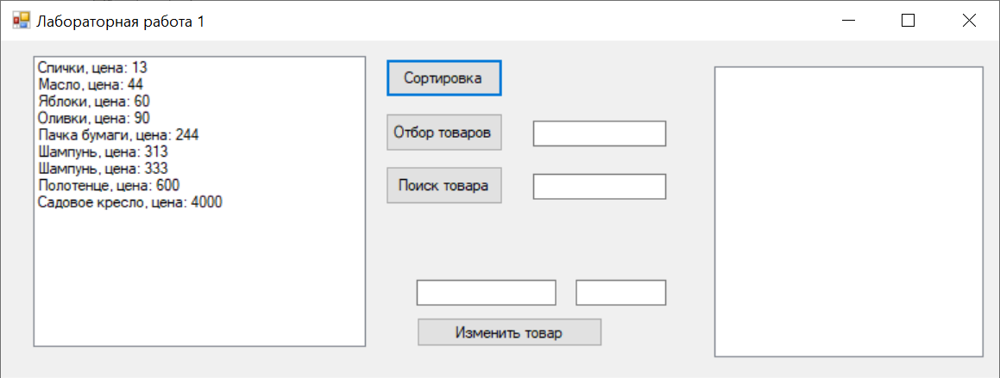 Лабораторная работа 1
Спички, цена: 13
Масло, цена: 44
Яблоки, цена: 60
Оливки, цена: 90
Пачка бумаги, цена: 244
Шампунь, цена: 313
Шампунь, цена: 333
Полотенце, цена: 600
Садовое кресло, цена: 4000
Сортировка
Отбор товаров
Поиск товара
Изменить товар